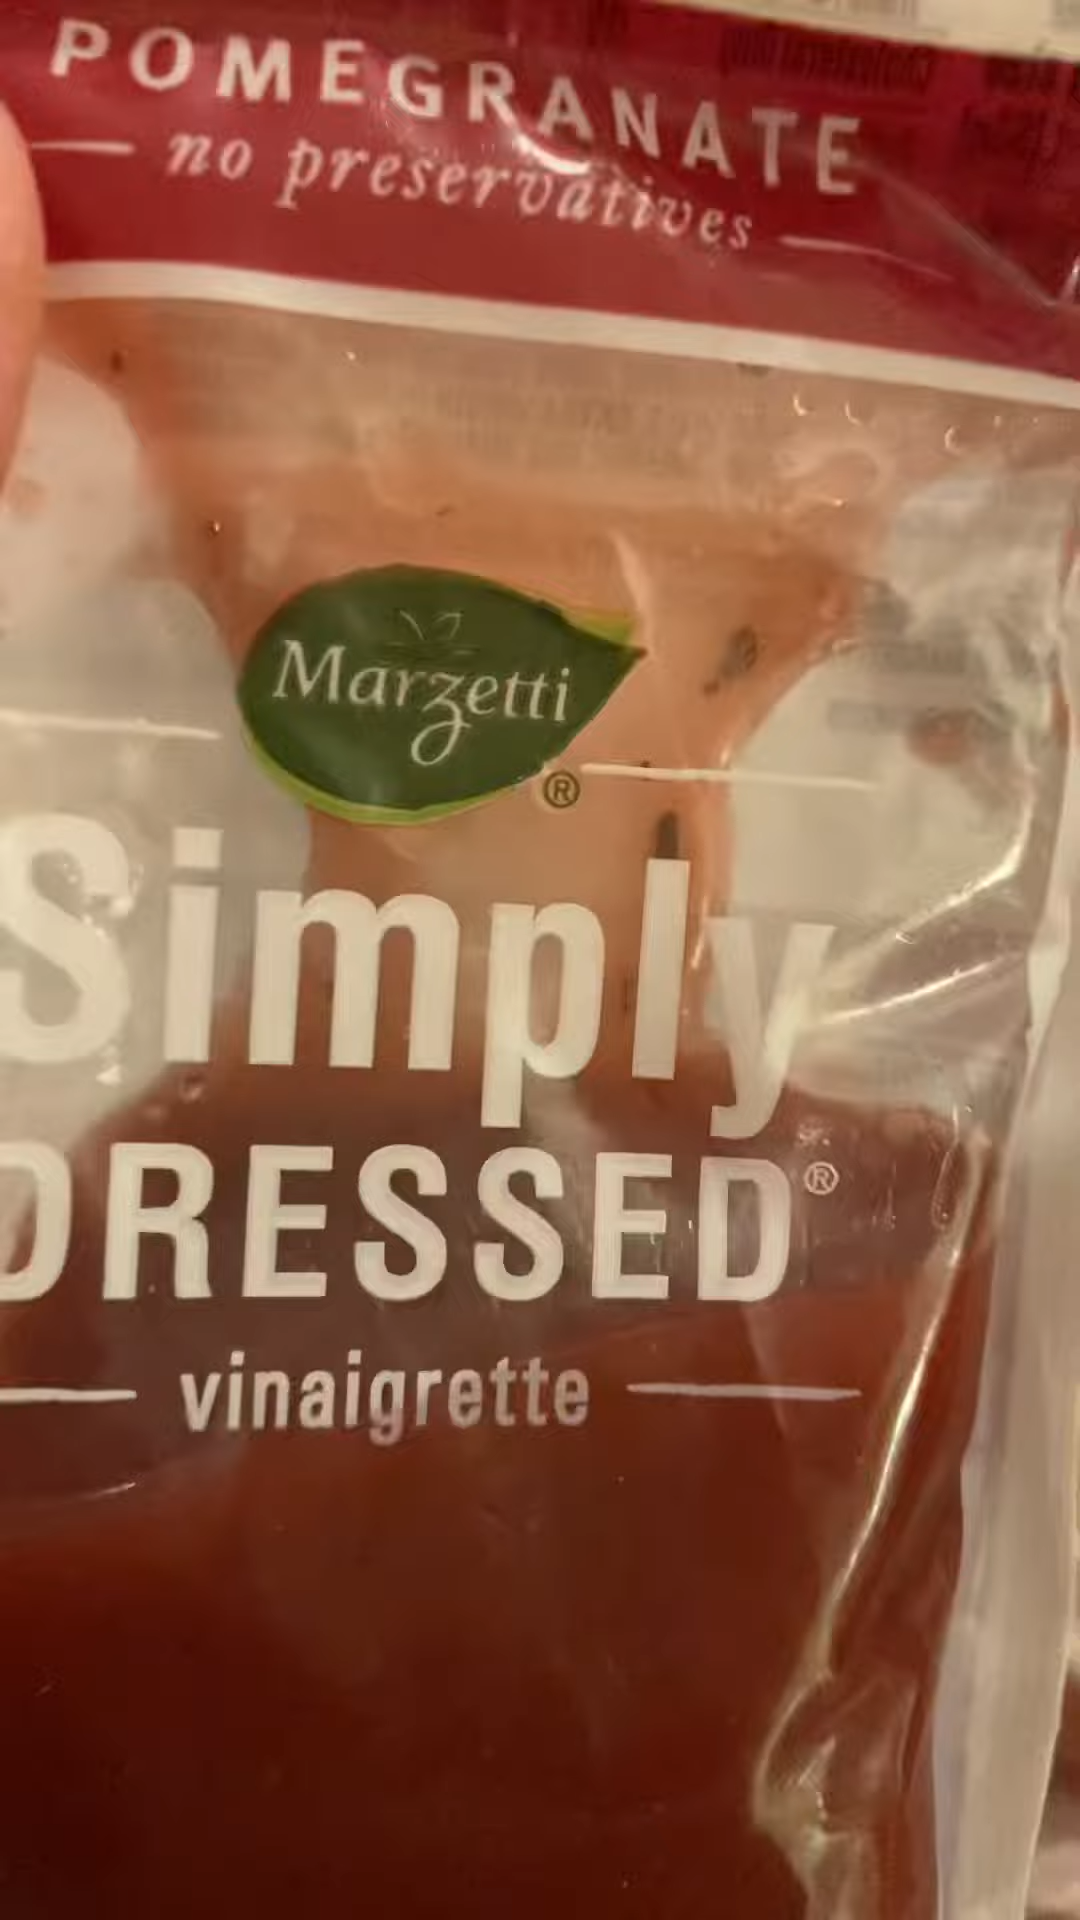 POMEGRANATE
no preservatives
Marzetti®
Simply
DRESSED®
vinaigrette